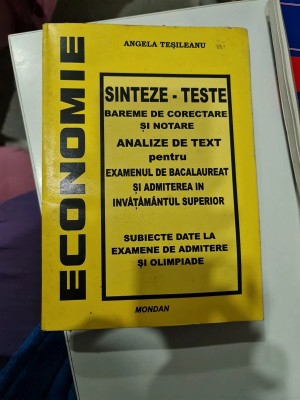 ANGELA TEȘILEANU
ECONOMIE
SINTEZE - TESTE
BAREME DE CORECTARE
ȘI NOTARE
ANALIZE DE TEXT
pentru
EXAMENUL DE BACALAUREAT
ȘI ADMITEREA IN
INVĂȚĂMÂNTUL SUPERIOR
SUBIECTE DATE LA
EXAMENE DE ADMITERE
ȘI OLIMPIADE
MONDAN